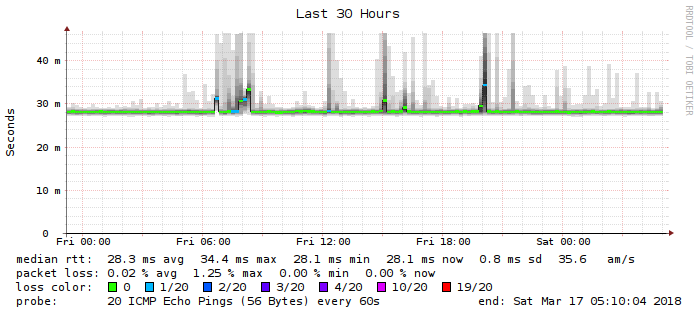 Last 30 Hours
RRDTOOL / TOBI OETIKER
Seconds
40 m
30 m
20 m
10 m
0
Fri 00:00 Fri 06:00 Fri 12:00 Fri 18:00 Sat 00:00
median rtt: 28.3 ms avg 34.4 ms max 28.1 ms min 28.1 ms now 0.8 ms sd 35.6 am/s
packet loss: 0.02 % avg 1.25 % max 0.00 % min 0.00 % now
loss color: 0 1/20 2/20 3/20 4/20 10/20 19/20
probe: 20 ICMP Echo Pings (56 Bytes) every 60s end: Sat Mar 17 05:10:04 2018